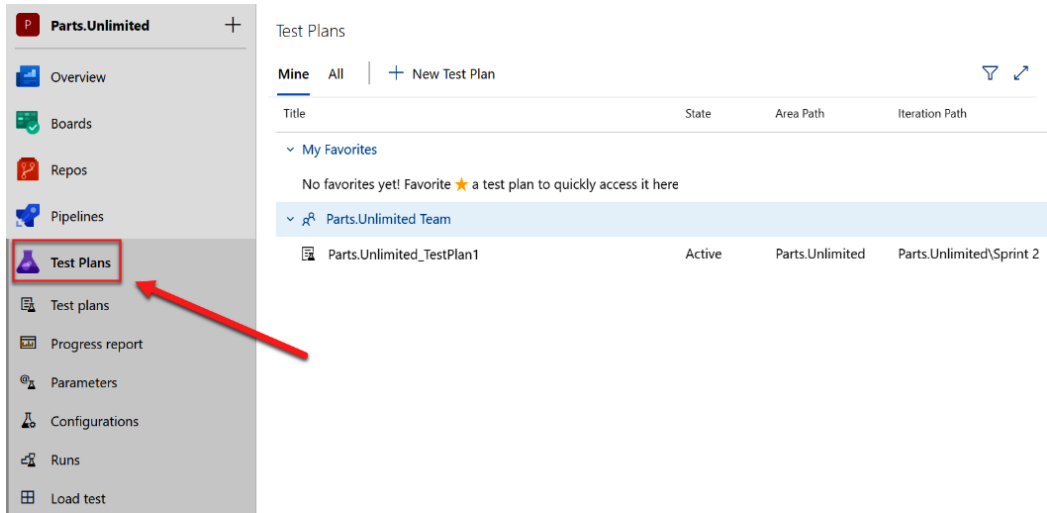 P Parts.Unlimited +
Overview
Boards
Repos
Pipelines
Test Plans
Test plans
Progress report
Parameters
Configurations
Runs
Load test
Test Plans
Mine All + New Test Plan
Title State Area Path Iteration Path
My Favorites
No favorites yet! Favorite ★ a test plan to quickly access it here
Parts.Unlimited Team
Parts.Unlimited_TestPlan1 Active Parts.Unlimited Parts.Unlimited\Sprint 2